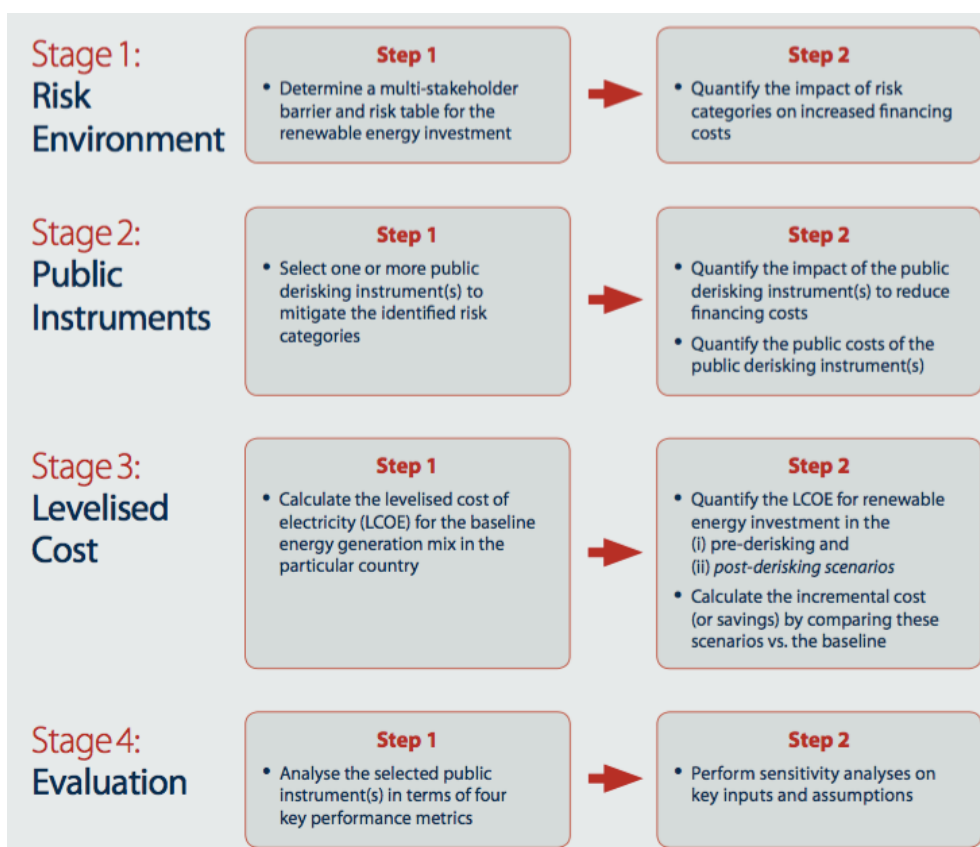 Stage 1:
Risk
Environment
Step 1
• Determine a multi-stakeholder
barrier and risk table for the
renewable energy investment
Step 2
• Quantify the impact of risk
categories on increased financing
costs
Stage 2:
Public
Instruments
Step 1
• Select one or more public
derisking instrument(s) to
mitigate the identified risk
categories
Step 2
• Quantify the impact of the public
derisking instrument(s) to reduce
financing costs
• Quantify the public costs of the
public derisking instrument(s)
Stage 3:
Levelised
Cost
Step 1
• Calculate the levelised cost of
electricity (LCOE) for the baseline
energy generation mix in the
particular country
Step 2
• Quantify the LCOE for renewable
energy investment in the
(i) pre-derisking and
(ii) post-derisking scenarios
• Calculate the incremental cost
(or savings) by comparing these
scenarios vs. the baseline
Stage 4:
Evaluation
Step 1
• Analyse the selected public
instrument(s) in terms of four
key performance metrics
Step 2
• Perform sensitivity analyses on
key inputs and assumptions